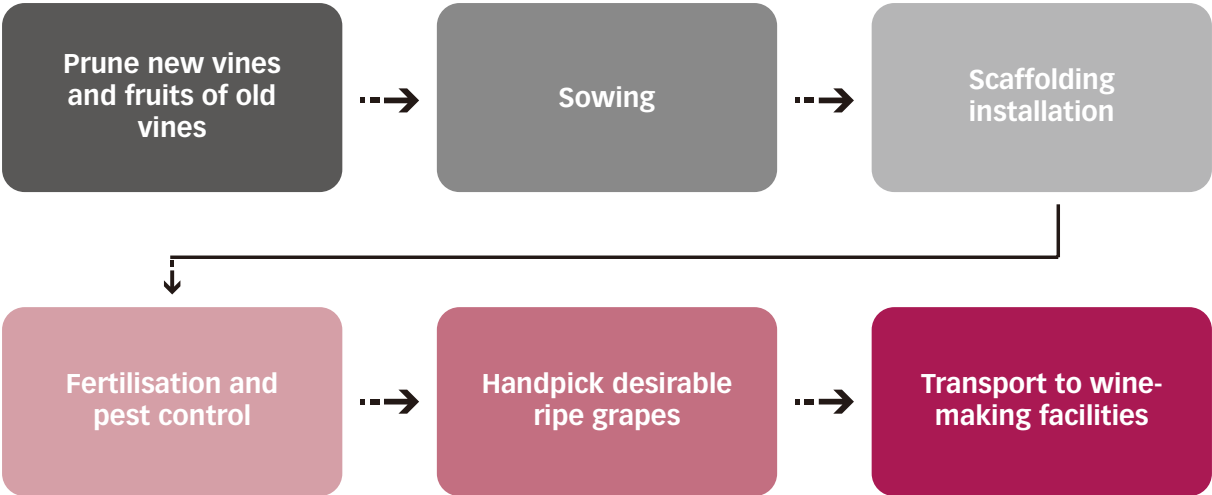 Prune new vines
and fruits of old
vines
Sowing
Scaffolding
installation
Fertilisation and
pest control
Handpick desirable
ripe grapes
Transport to wine-
making facilities